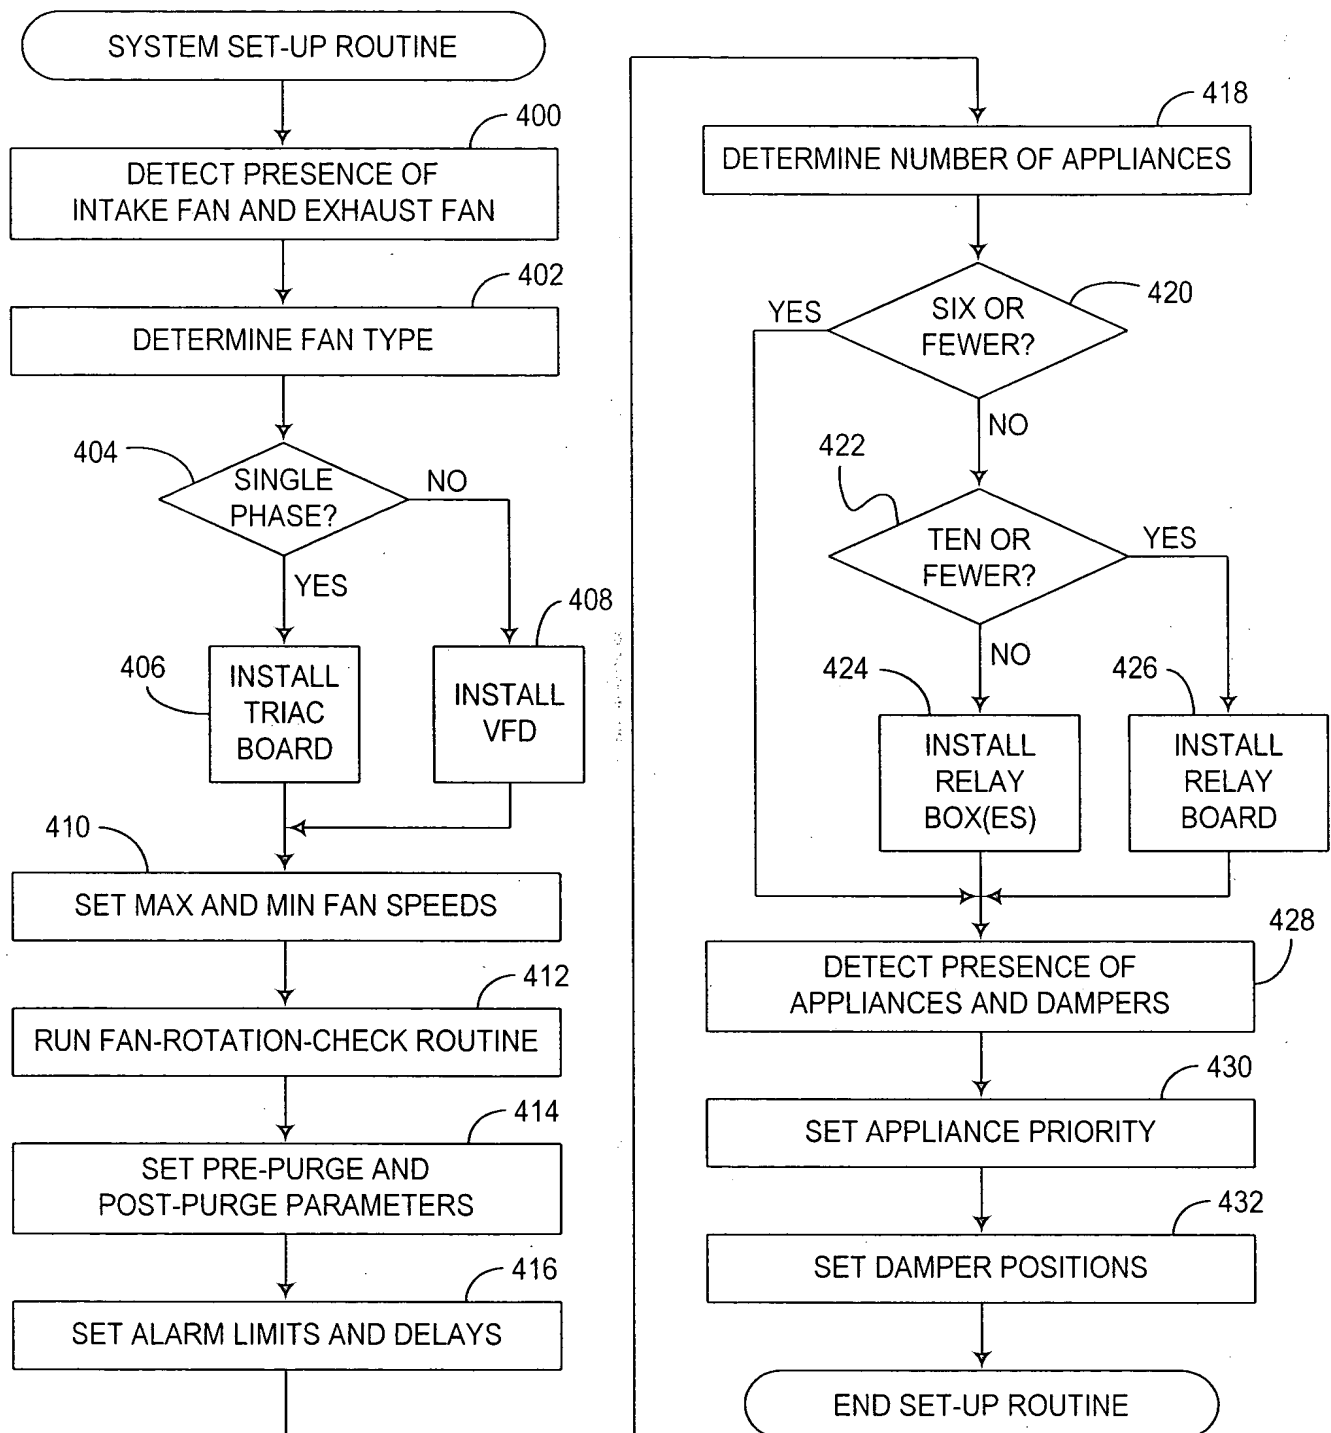 SYSTEM SET-UP ROUTINE
400
DETECT PRESENCE OF
INTAKE FAN AND EXHAUST FAN
402
DETERMINE FAN TYPE
404
SINGLE
PHASE?
NO
YES
408
406
INSTALL
TRIAC
BOARD
INSTALL
VFD
410
SET MAX AND MIN FAN SPEEDS
412
RUN FAN-ROTATION-CHECK ROUTINE
414
SET PRE-PURGE AND
POST-PURGE PARAMETERS
416
SET ALARM LIMITS AND DELAYS
418
DETERMINE NUMBER OF APPLIANCES
420
YES
SIX OR
FEWER?
NO
422
TEN OR
FEWER?
YES
NO
424
426
INSTALL
RELAY
BOX(ES)
INSTALL
RELAY
BOARD
428
DETECT PRESENCE OF
APPLIANCES AND DAMPERS
430
SET APPLIANCE PRIORITY
432
SET DAMPER POSITIONS
END SET-UP ROUTINE